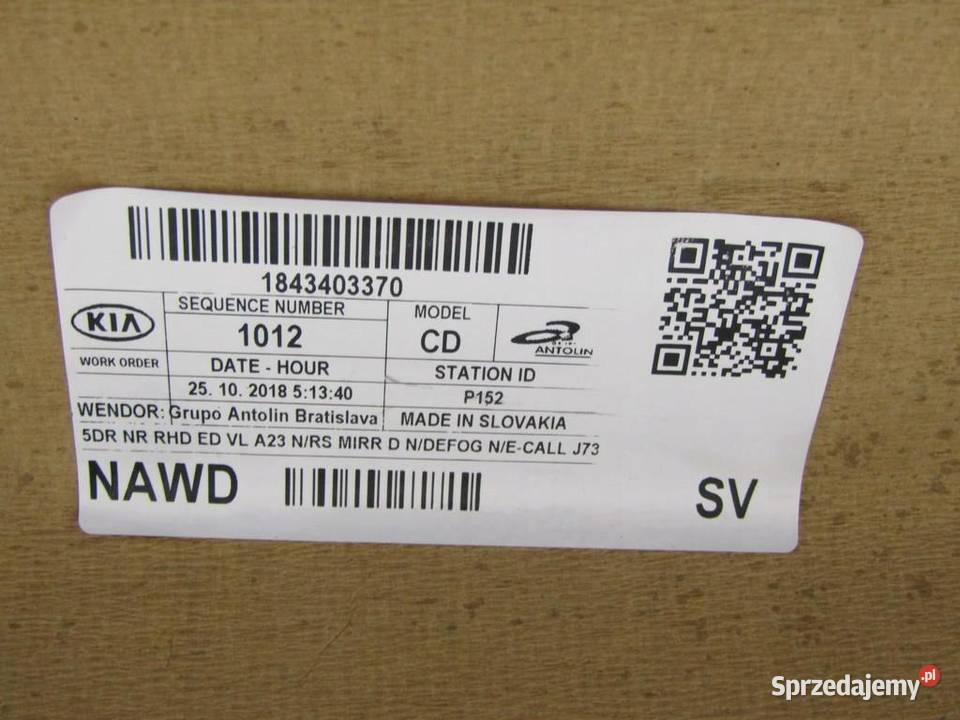 1843403370
KIA
SEQUENCE NUMBER
1012
MODEL
CD
GRUPO
ANTOLIN
WORK ORDER
DATE - HOUR
25. 10. 2018 5:13:40
STATION ID
P152
WENDOR: Grupo Antolin Bratislava
MADE IN SLOVAKIA
5DR NR RHD ED VL A23 N/RS MIRR D N/DEFOG N/E-CALL J73
NAWD
SV
Sprzedajemy.pl